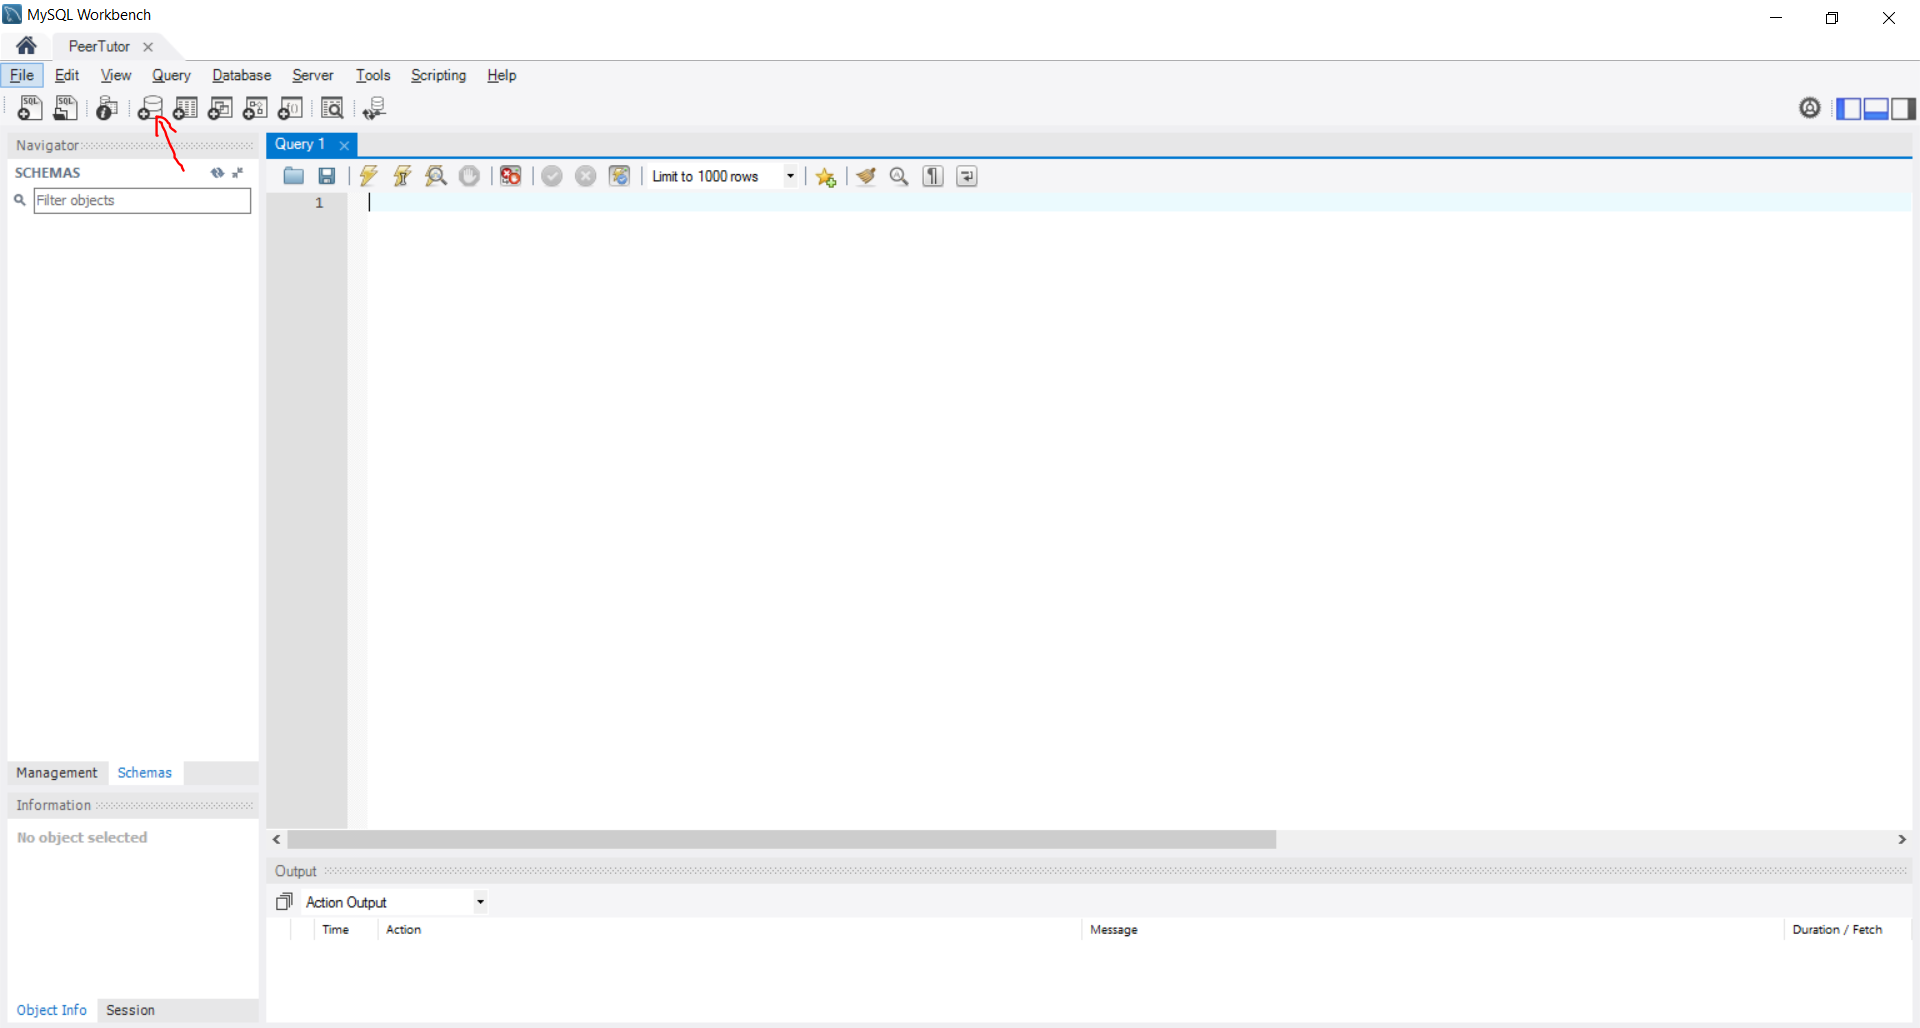 MySQL Workbench
PeerTutor
File Edit View Query Database Server Tools Scripting Help
SQL SQL
Navigator
Query 1
SCHEMAS
Limit to 1000 rows
Filter objects
1
Management Schemas
Information
No object selected
Output
Action Output
Time Action Message Duration / Fetch
Object Info Session